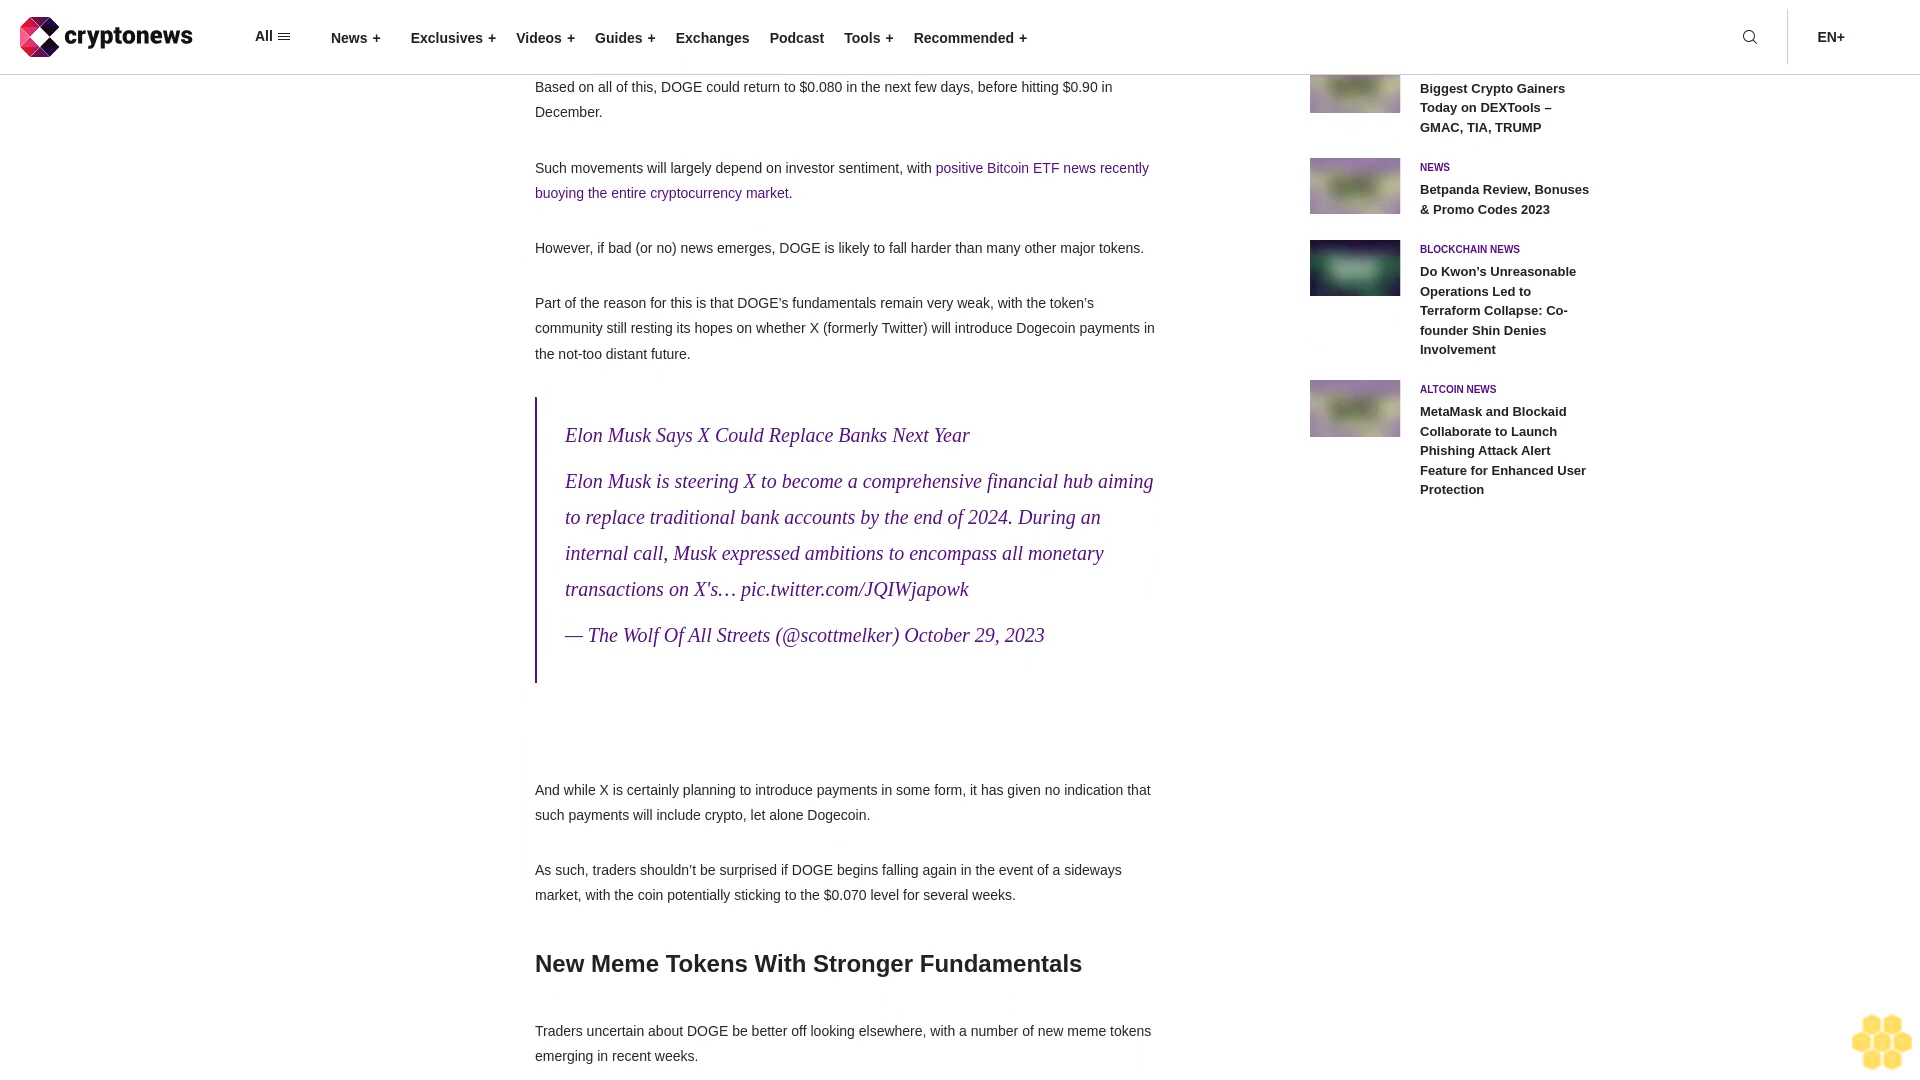 cryptonews
All
News +
Exclusives +
Videos +
Guides +
Exchanges
Podcast
Tools +
Recommended +
EN+
Based on all of this, DOGE could return to $0.080 in the next few days, before hitting $0.90 in
December.
Such movements will largely depend on investor sentiment, with positive Bitcoin ETF news recently
buoying the entire cryptocurrency market.
However, if bad (or no) news emerges, DOGE is likely to fall harder than many other major tokens.
Part of the reason for this is that DOGE’s fundamentals remain very weak, with the token’s
community still resting its hopes on whether X (formerly Twitter) will introduce Dogecoin payments in
the not-too distant future.
Elon Musk Says X Could Replace Banks Next Year
Elon Musk is steering X to become a comprehensive financial hub aiming
to replace traditional bank accounts by the end of 2024. During an
internal call, Musk expressed ambitions to encompass all monetary
transactions on X's… pic.twitter.com/JQIWjapowk
— The Wolf Of All Streets (@scottmelker) October 29, 2023
And while X is certainly planning to introduce payments in some form, it has given no indication that
such payments will include crypto, let alone Dogecoin.
As such, traders shouldn’t be surprised if DOGE begins falling again in the event of a sideways
market, with the coin potentially sticking to the $0.070 level for several weeks.
New Meme Tokens With Stronger Fundamentals
Traders uncertain about DOGE be better off looking elsewhere, with a number of new meme tokens
emerging in recent weeks.
Biggest Crypto Gainers
Today on DEXTools –
GMAC, TIA, TRUMP
NEWS
Betpanda Review, Bonuses
& Promo Codes 2023
BLOCKCHAIN NEWS
Do Kwon’s Unreasonable
Operations Led to
Terraform Collapse: Co-
founder Shin Denies
Involvement
ALTCOIN NEWS
MetaMask and Blockaid
Collaborate to Launch
Phishing Attack Alert
Feature for Enhanced User
Protection